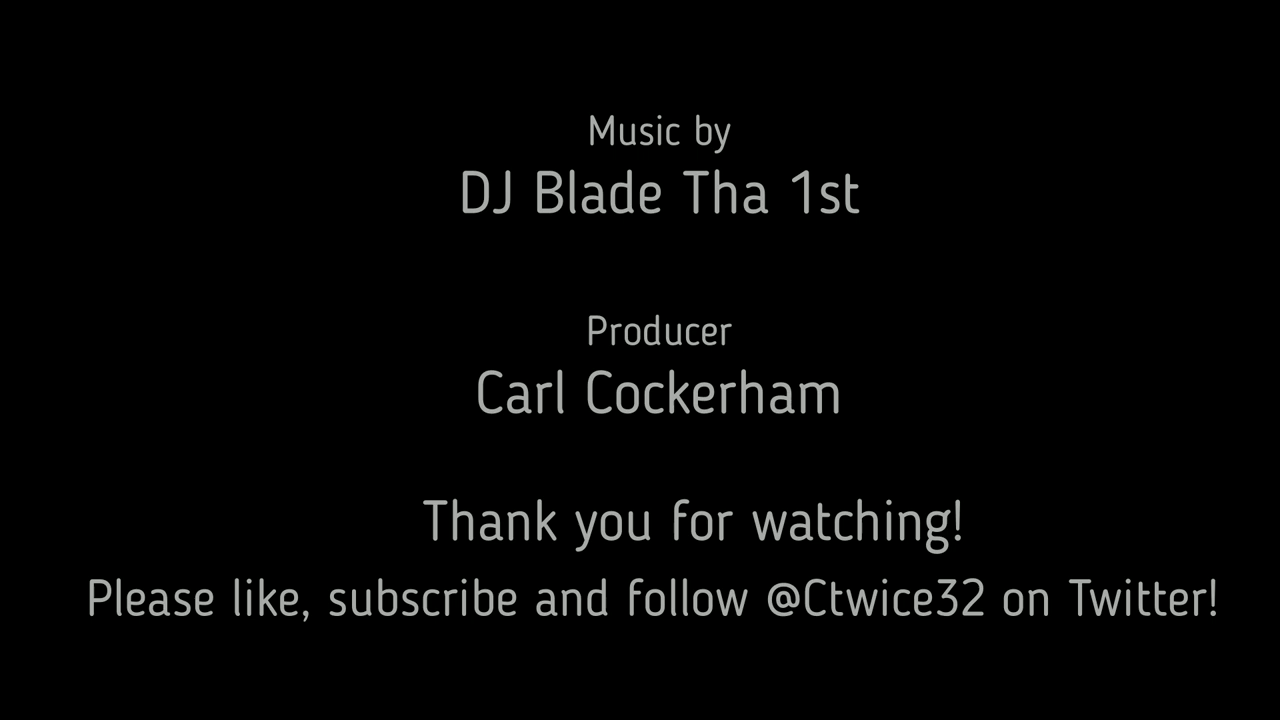 Music by
DJ Blade Tha 1st
Producer
Carl Cockerham
Thank you for watching!
Please like, subscribe and follow @Ctwice32 on Twitter!